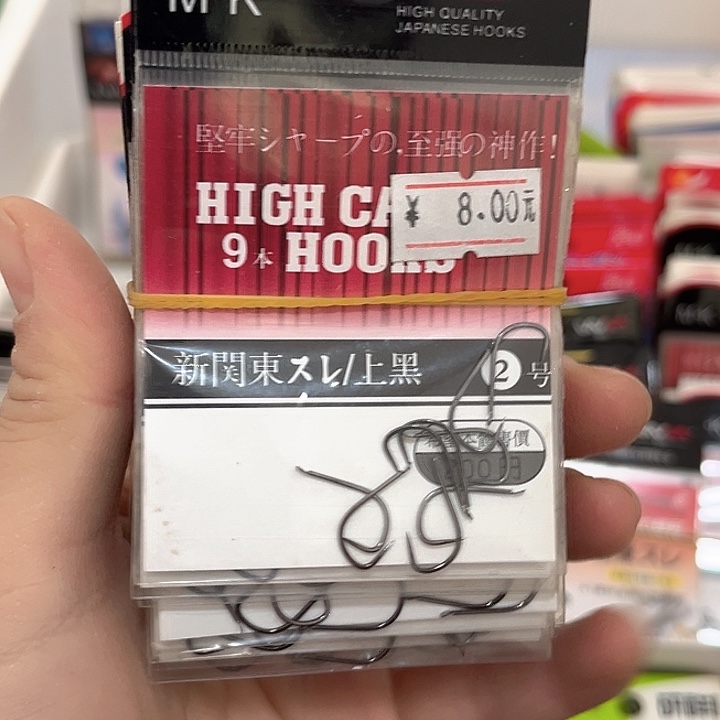 M-K
HIGH QUALITY
JAPANESE HOOKS
堅牢シャープの、至强の神作!
HIGH CA
¥ 8.00元
9本 HOOKS
新関東スレ/上黒 2号